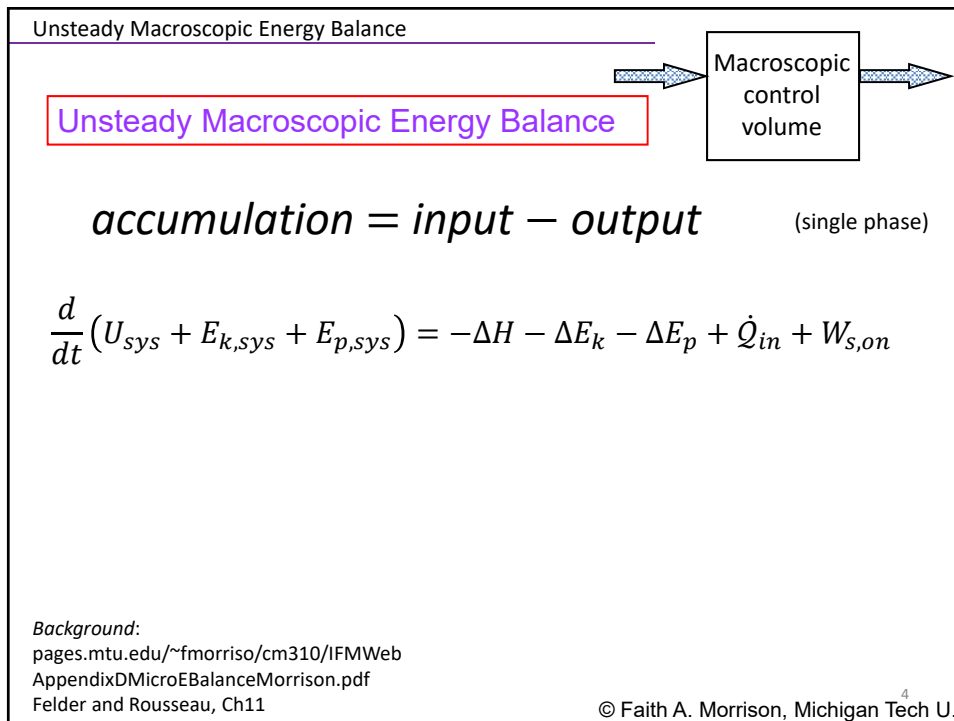 Unsteady Macroscopic Energy Balance
Macroscopic
control
volume
Unsteady Macroscopic Energy Balance
accumulation = input − output
(single phase)
d/dt (U_sys + E_k,sys + E_p,sys) = −ΔH − ΔE_k − ΔE_p + Q̇_in + W_s,on
Background:
pages.mtu.edu/~fmorriso/cm310/IFMWeb
AppendixDMicroEBalanceMorrison.pdf
Felder and Rousseau, Ch11
4
© Faith A. Morrison, Michigan Tech U.